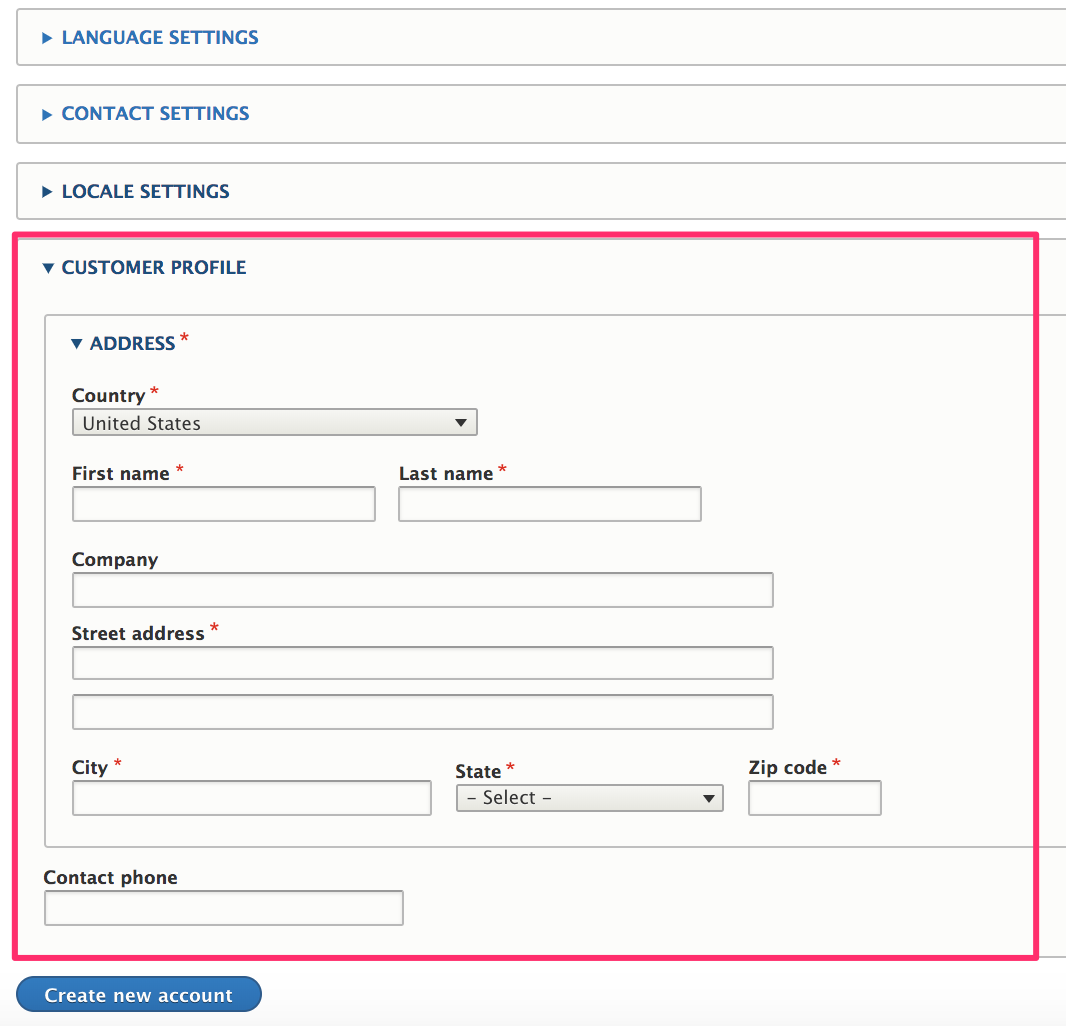 LANGUAGE SETTINGS
CONTACT SETTINGS
LOCALE SETTINGS
CUSTOMER PROFILE
ADDRESS *
Country *
United States
First name * Last name *
Company
Street address *
City * State * Zip code *
– Select –
Contact phone
Create new account